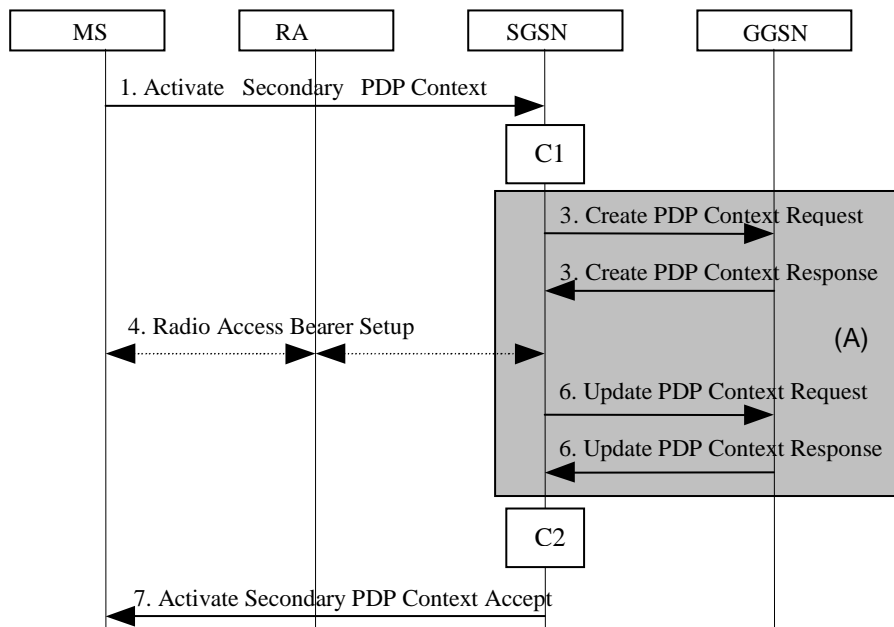 MS RA SGSN GGSN
1. Activate Secondary PDP Context
C1
3. Create PDP Context Request
3. Create PDP Context Response
4. Radio Access Bearer Setup
(A)
6. Update PDP Context Request
6. Update PDP Context Response
C2
7. Activate Secondary PDP Context Accept